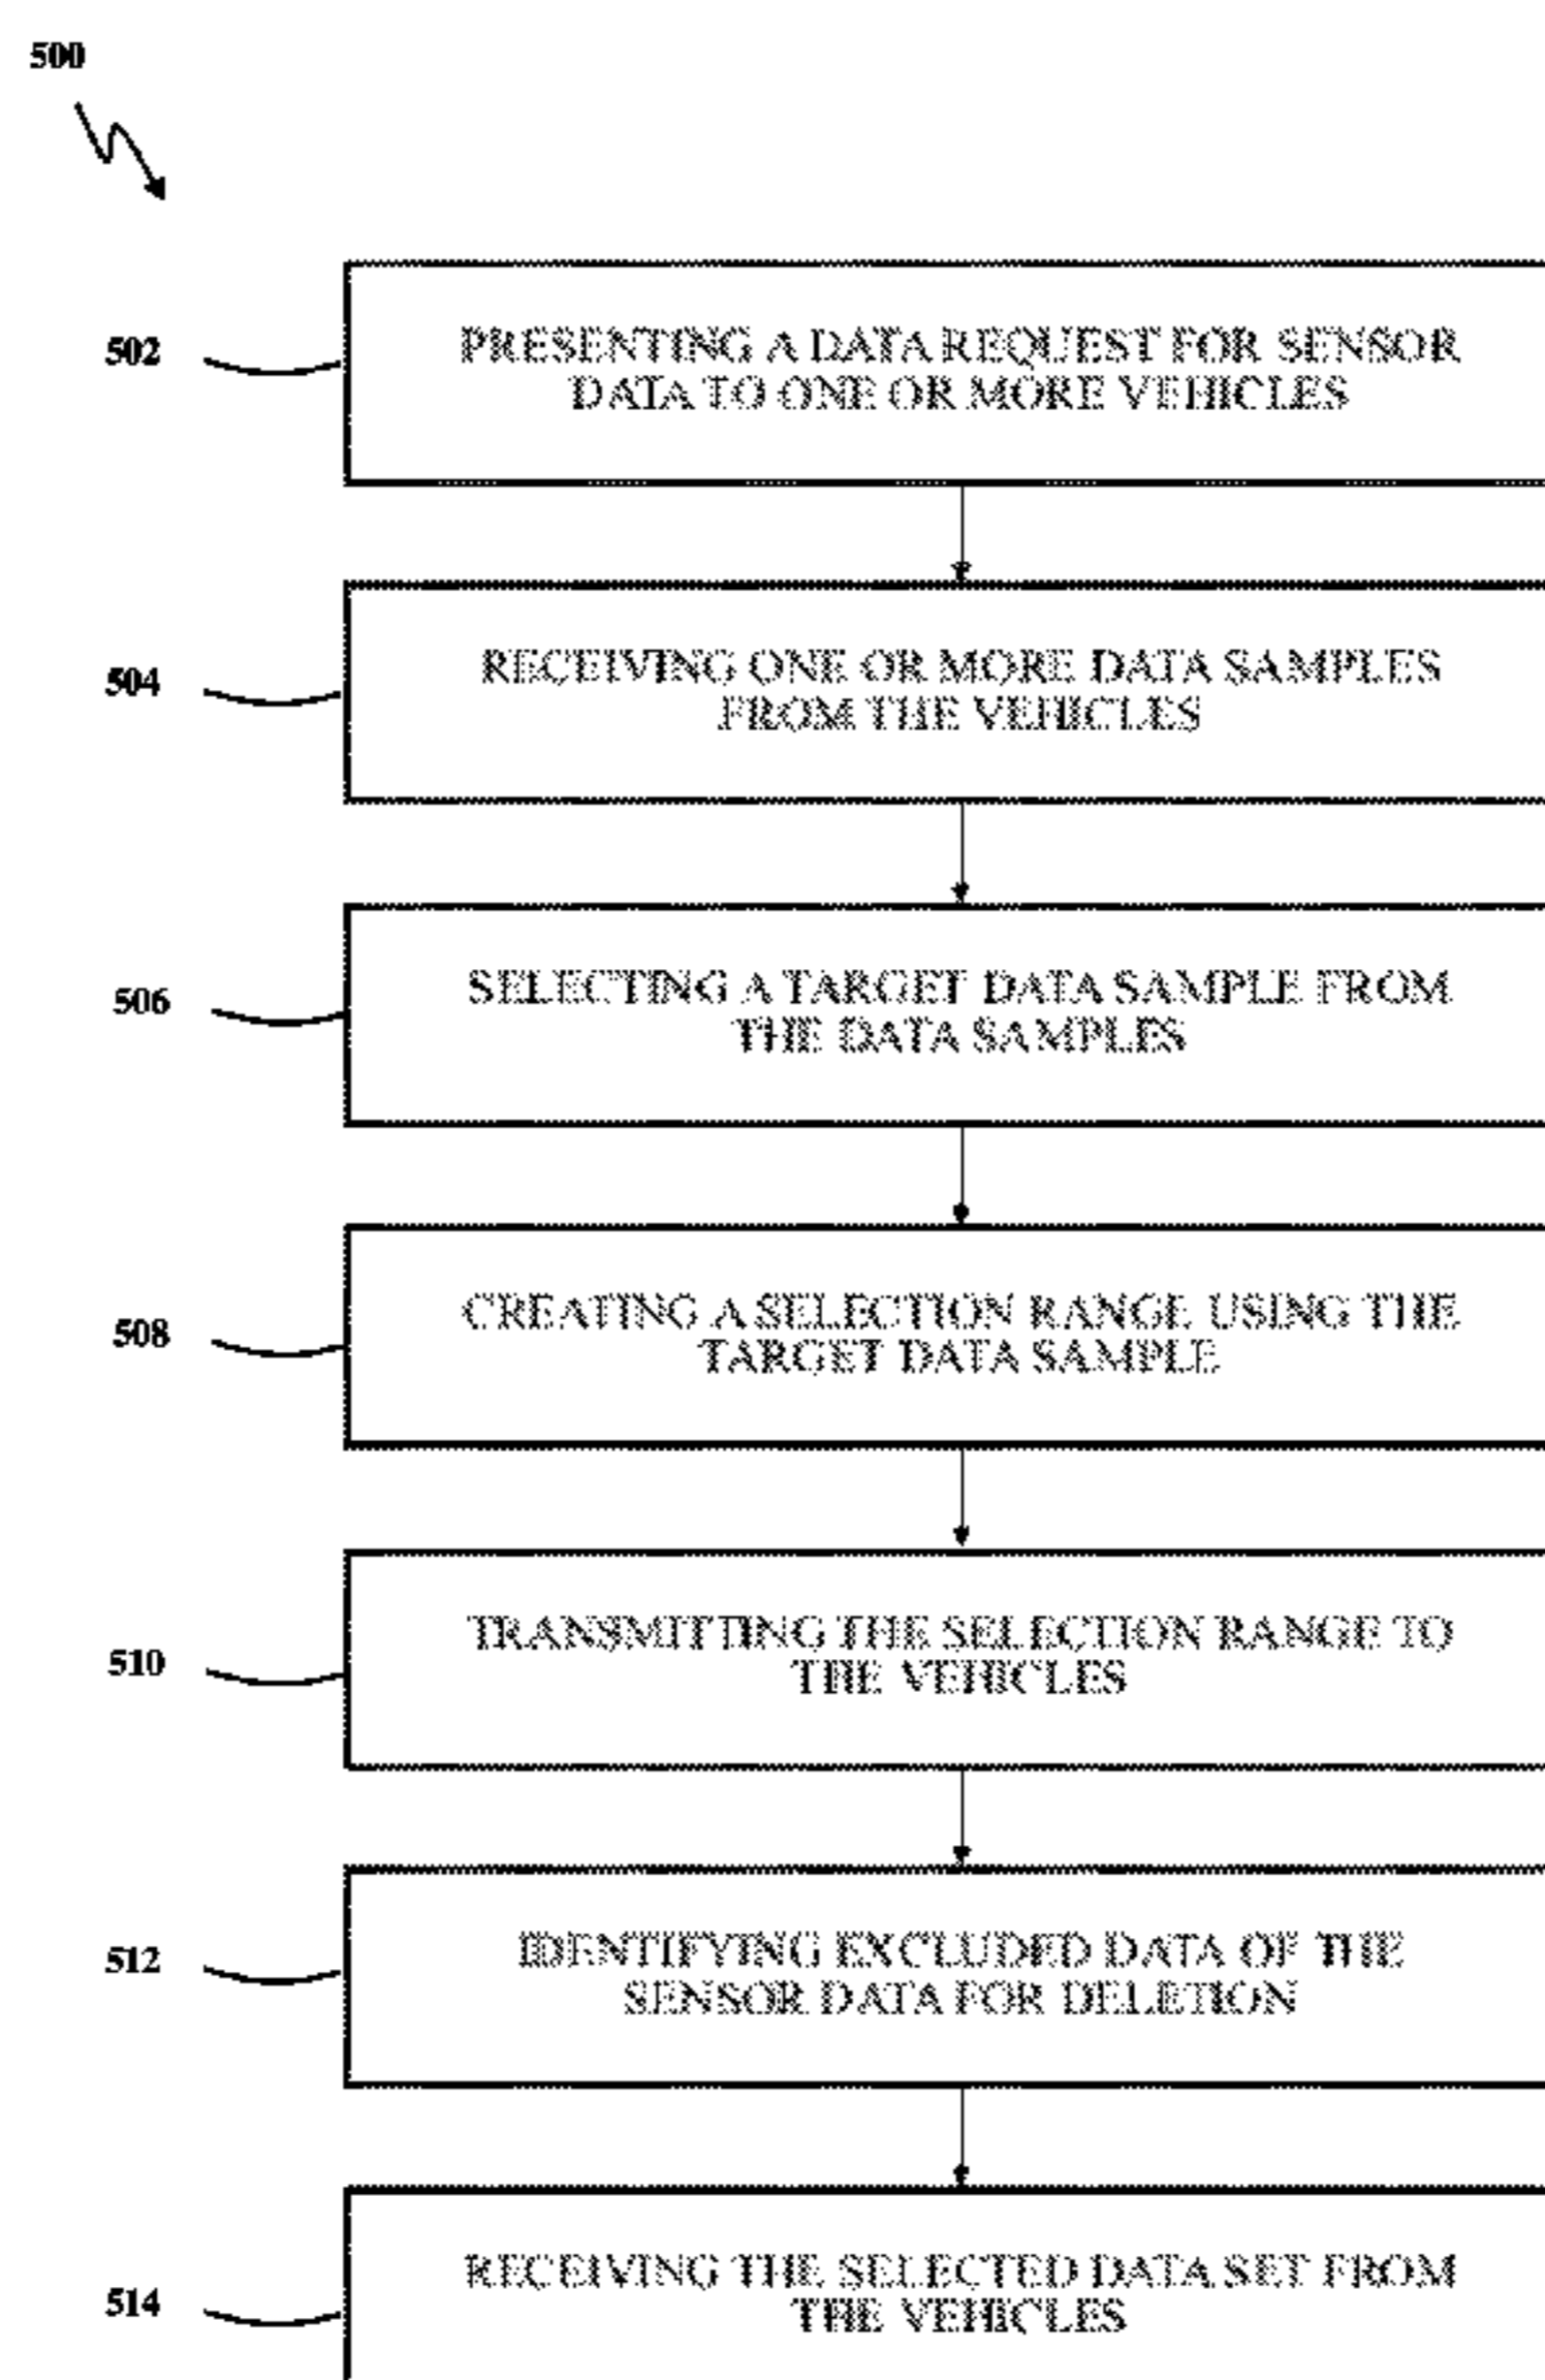 500
502
PRESENTING A DATA REQUEST FOR SENSOR
DATA TO ONE OR MORE VEHICLES
504
RECEIVING ONE OR MORE DATA SAMPLES
FROM THE VEHICLES
506
SELECTING A TARGET DATA SAMPLE FROM
THE DATA SAMPLES
508
CREATING A SELECTION RANGE USING THE
TARGET DATA SAMPLE
510
TRANSMITTING THE SELECTION RANGE TO
THE VEHICLES
512
IDENTIFYING EXCLUDED DATA OF THE
SENSOR DATA FOR DELETION
514
RECEIVING THE SELECTED DATA SET FROM
THE VEHICLES